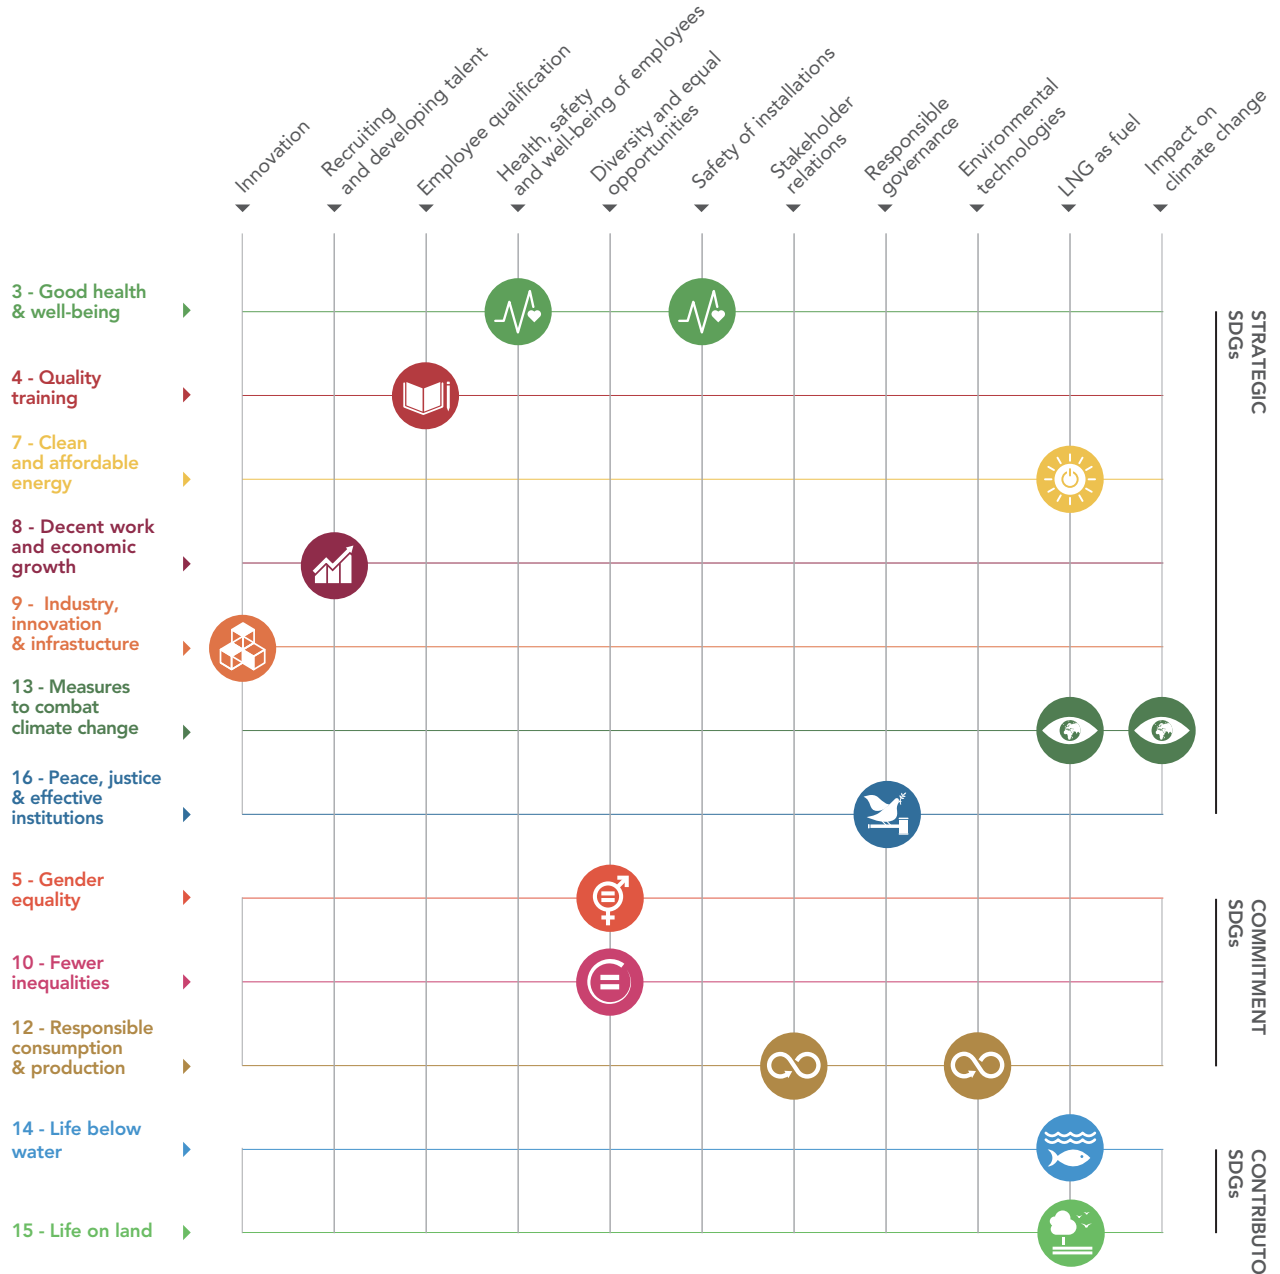 Innovation
Recruiting
and developing talent
Employee qualification
Health, safety
and well-being of employees
Diversity and equal
opportunities
Safety of installations
Stakeholder
relations
Responsible
governance
Environmental
technologies
LNG as fuel
Impact on
climate change
3 - Good health
& well-being
4 - Quality
training
7 - Clean
and affordable
energy
8 - Decent work
and economic
growth
9 - Industry,
innovation
& infrastucture
13 - Measures
to combat
climate change
16 - Peace, justice
& effective
institutions
STRATEGIC
SDGs
5 - Gender
equality
10 - Fewer
inequalities
12 - Responsible
consumption
& production
COMMITMENT
SDGs
14 - Life below
water
15 - Life on land
CONTRIBUTO
SDGs